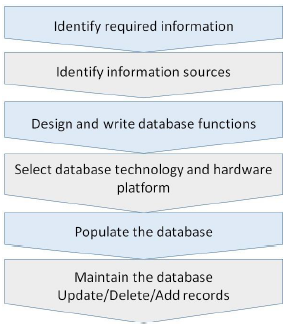 Identify required information
Identify information sources
Design and write database functions
Select database technology and hardware
platform
Populate the database
Maintain the database
Update/Delete/Add records